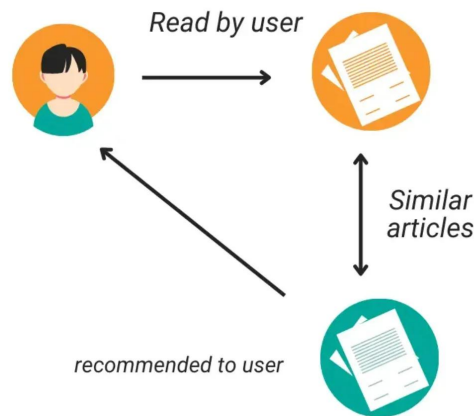 Read by user
Similar
articles
recommended to user